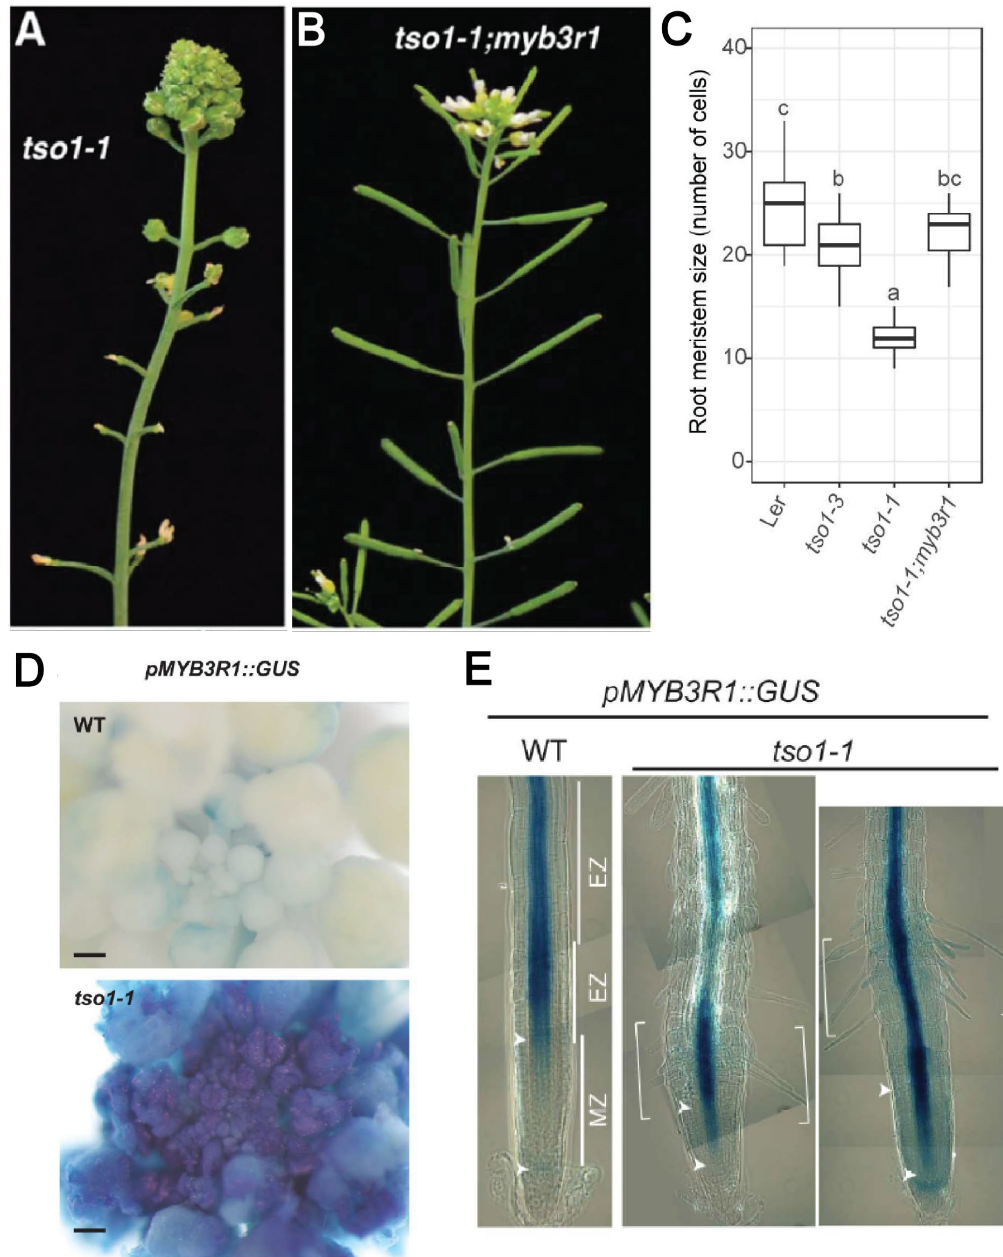 A
tso1-1
B
tso1-1;myb3r1
C
Root meristem size (number of cells)
40
30
20
10
0
c
b
a
bc
Ler
tso1-3
tso1-1
tso1-1;myb3r1
D
pMYB3R1::GUS
WT
tso1-1
E
pMYB3R1::GUS
WT
tso1-1
EZ
EZ
MZ